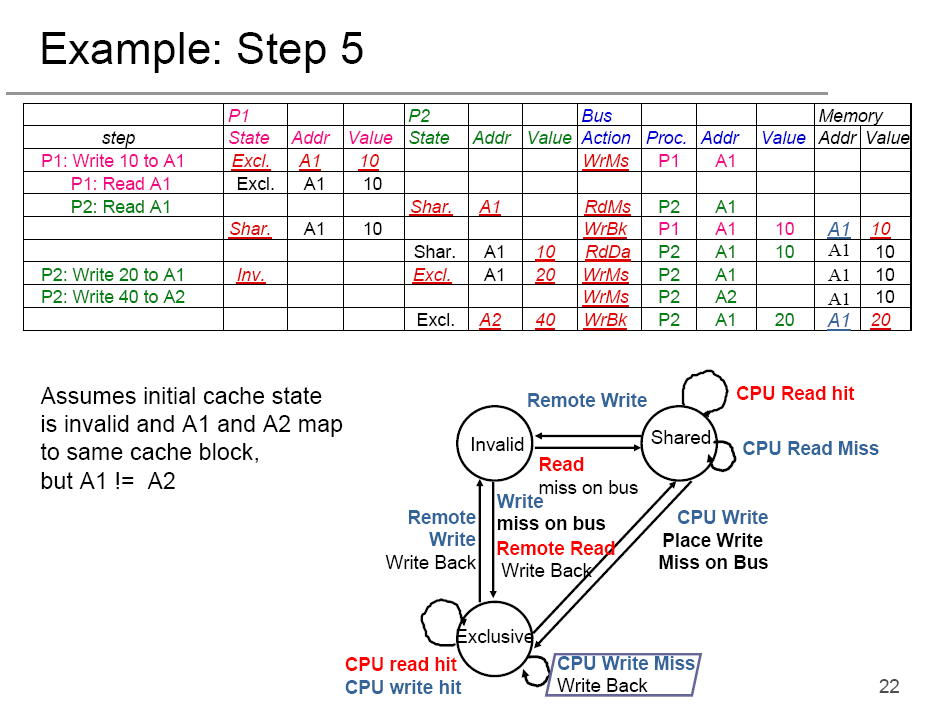 Example: Step 5
P1 P2 Bus Memory
step State Addr Value State Addr Value Action Proc. Addr Value Addr Value
P1: Write 10 to A1 Excl. A1 10 WrMs P1 A1
P1: Read A1 Excl. A1 10
P2: Read A1 Shar. A1 RdMs P2 A1
Shar. A1 10 WrBk P1 A1 10 A1 10
Shar. A1 10 RdDa P2 A1 10 A1 10
P2: Write 20 to A1 Inv. Excl. A1 20 WrMs P2 A1 A1 10
P2: Write 40 to A2 WrMs P2 A2 A1 10
Excl. A2 40 WrBk P2 A1 20 A1 20
Assumes initial cache state
is invalid and A1 and A2 map
to same cache block,
but A1 != A2
Remote Write
CPU Read hit
Invalid
Shared
CPU Read Miss
Read
miss on bus
Write
miss on bus
Remote
Write
Write Back
Remote Read
Write Back
CPU Write
Place Write
Miss on Bus
Exclusive
CPU read hit
CPU write hit
CPU Write Miss
Write Back
22